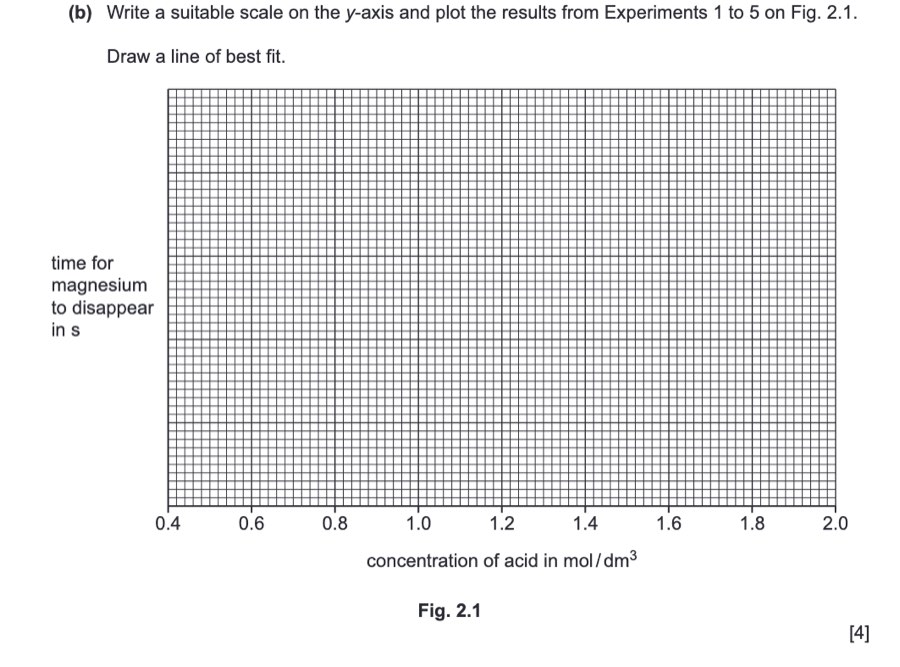 (b) Write a suitable scale on the y-axis and plot the results from Experiments 1 to 5 on Fig. 2.1.
Draw a line of best fit.
time for
magnesium
to disappear
in s
0.4 0.6 0.8 1.0 1.2 1.4 1.6 1.8 2.0
concentration of acid in mol/dm³
Fig. 2.1
[4]